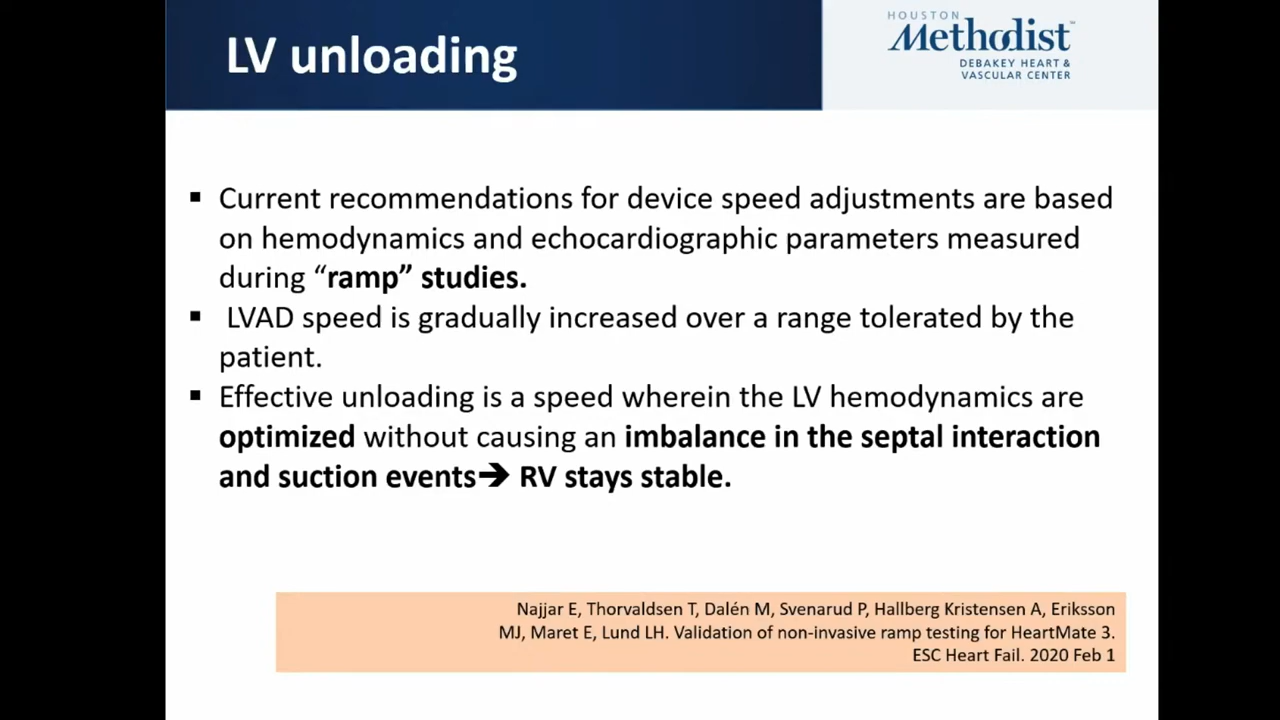 LV unloading
HOUSTON
Methodist
DEBAKEY HEART &
VASCULAR CENTER
▪ Current recommendations for device speed adjustments are based
on hemodynamics and echocardiographic parameters measured
during “ramp” studies.
▪ LVAD speed is gradually increased over a range tolerated by the
patient.
▪ Effective unloading is a speed wherein the LV hemodynamics are
optimized without causing an imbalance in the septal interaction
and suction events➔ RV stays stable.
Najjar E, Thorvaldsen T, Dalén M, Svenarud P, Hallberg Kristensen A, Eriksson
MJ, Maret E, Lund LH. Validation of non-invasive ramp testing for HeartMate 3.
ESC Heart Fail. 2020 Feb 1